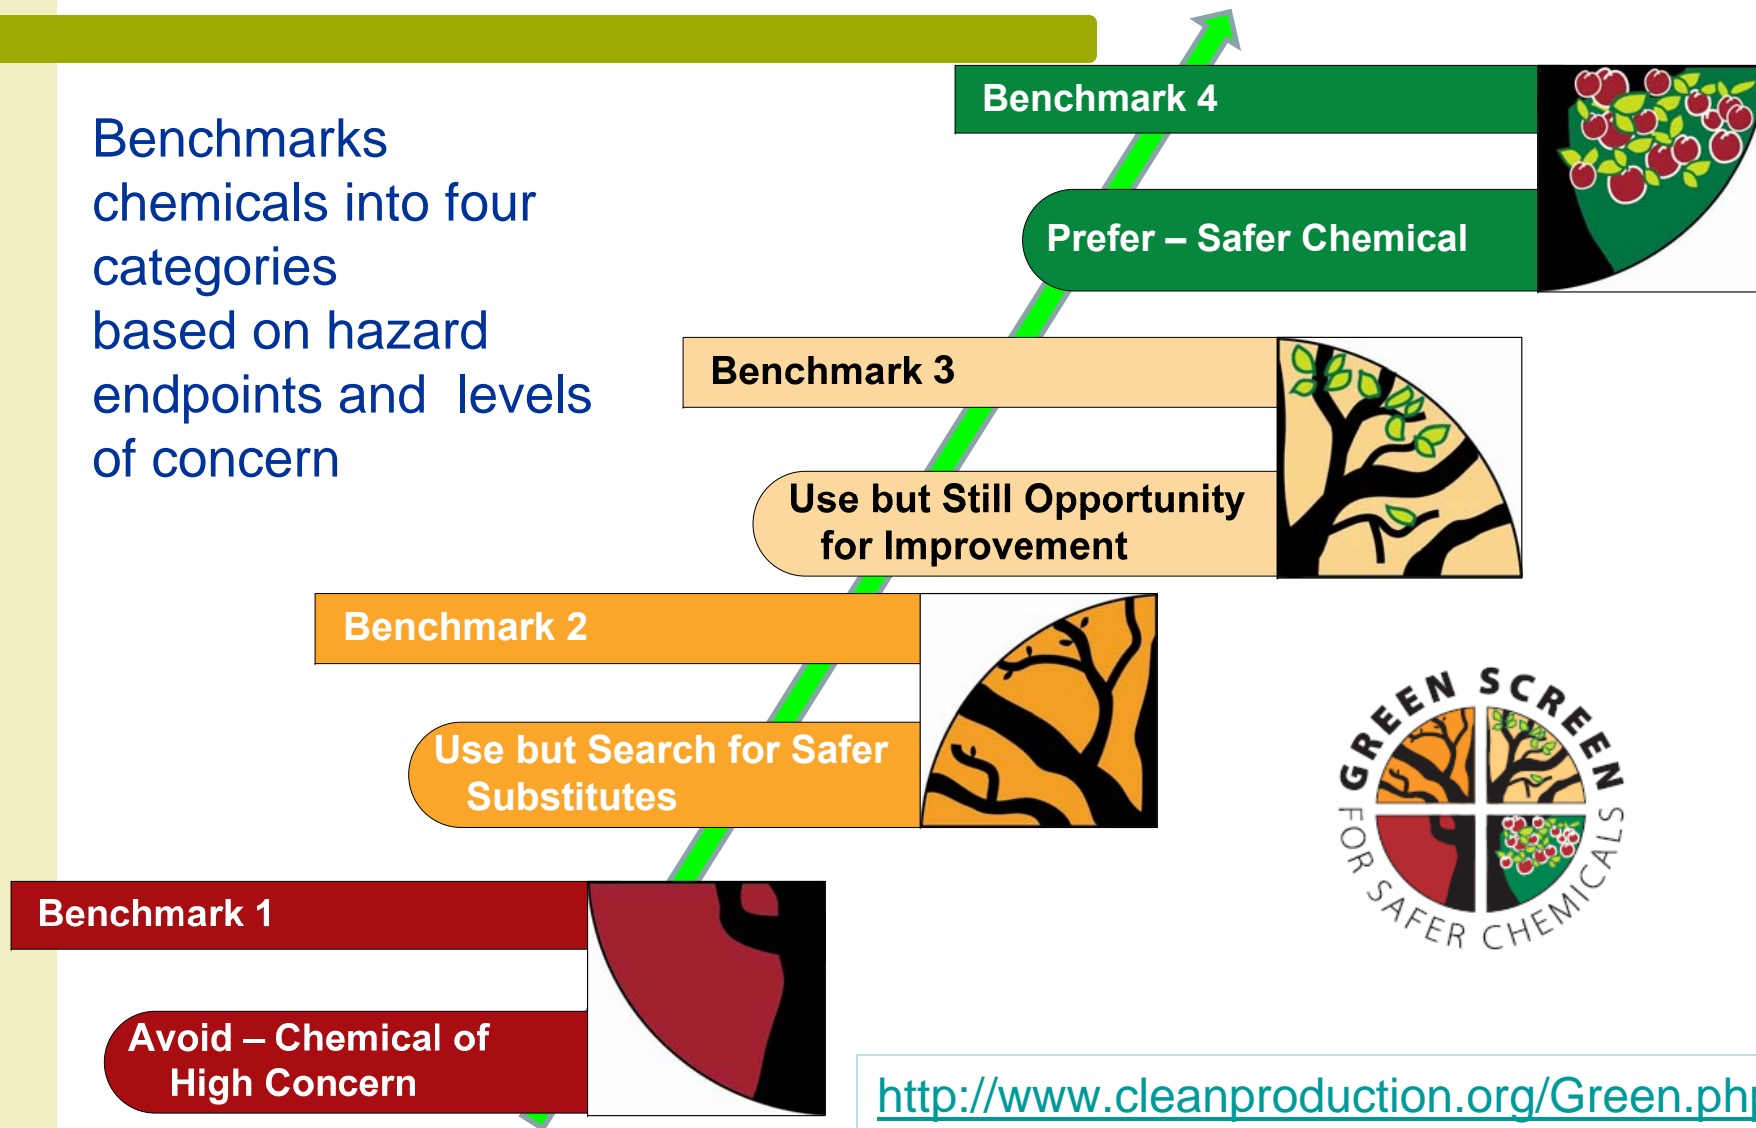 Benchmarks
chemicals into four
categories
based on hazard
endpoints and levels
of concern
Benchmark 4
Prefer – Safer Chemical
Benchmark 3
Use but Still Opportunity
for Improvement
Benchmark 2
Use but Search for Safer
Substitutes
Benchmark 1
Avoid – Chemical of
High Concern
GREEN SCREEN
FOR SAFER CHEMICALS
http://www.cleanproduction.org/Green.php